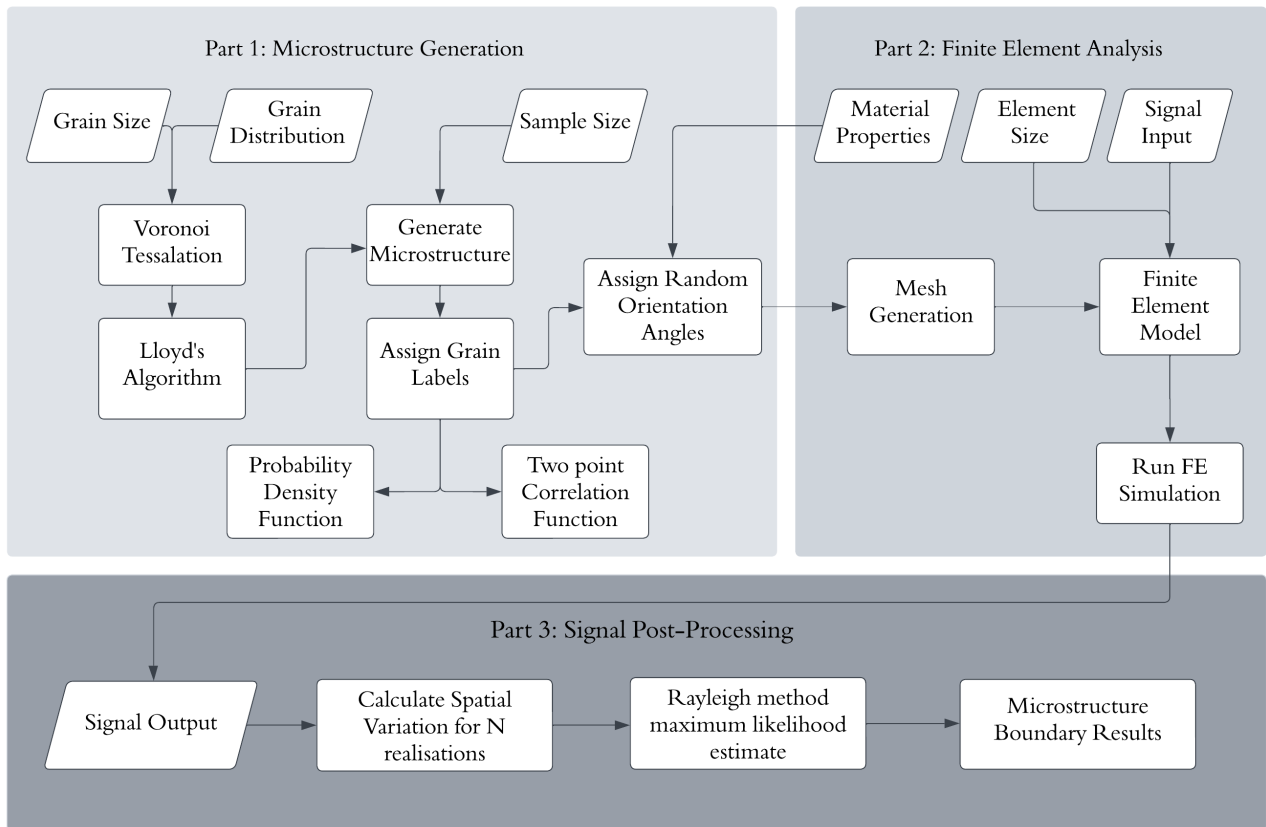 Part 1: Microstructure Generation
Grain Size
Grain
Distribution
Sample Size
Voronoi
Tessalation
Generate
Microstructure
Lloyd's
Algorithm
Assign Grain
Labels
Assign Random
Orientation
Angles
Probability
Density
Function
Two point
Correlation
Function
Part 2: Finite Element Analysis
Material
Properties
Element
Size
Signal
Input
Mesh
Generation
Finite
Element
Model
Run FE
Simulation
Part 3: Signal Post-Processing
Signal Output
Calculate Spatial
Variation for N
realisations
Rayleigh method
maximum likelihood
estimate
Microstructure
Boundary Results